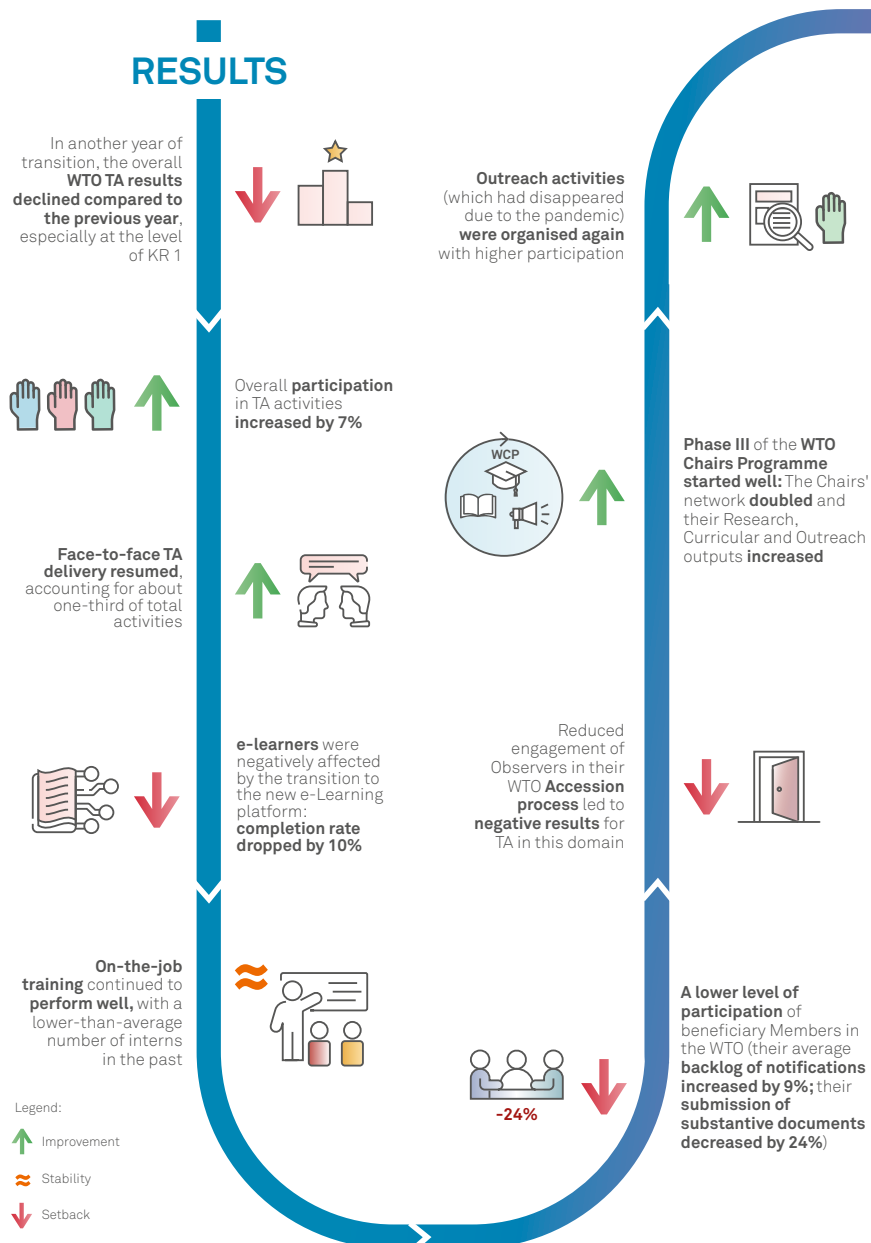 RESULTS
In another year of
transition, the overall
WTO TA results
declined compared to
the previous year,
especially at the level
of KR 1
Overall participation
in TA activities
increased by 7%
Face-to-face TA
delivery resumed,
accounting for about
one-third of total
activities
e-learners were
negatively affected
by the transition to
the new e-Learning
platform:
completion rate
dropped by 10%
On-the-job
training continued to
perform well, with a
lower-than-average
number of interns
in the past
Legend:
Improvement
Stability
Setback
-24%
A lower level of
participation of
beneficiary Members in
the WTO (their average
backlog of notifications
increased by 9%; their
submission of
substantive documents
decreased by 24%)
Reduced
engagement of
Observers in their
WTO Accession
process led to
negative results for
TA in this domain
WCP
Phase III of the WTO
Chairs Programme
started well: The Chairs'
network doubled and
their Research,
Curricular and Outreach
outputs increased
Outreach activities
(which had disappeared
due to the pandemic)
were organised again
with higher participation